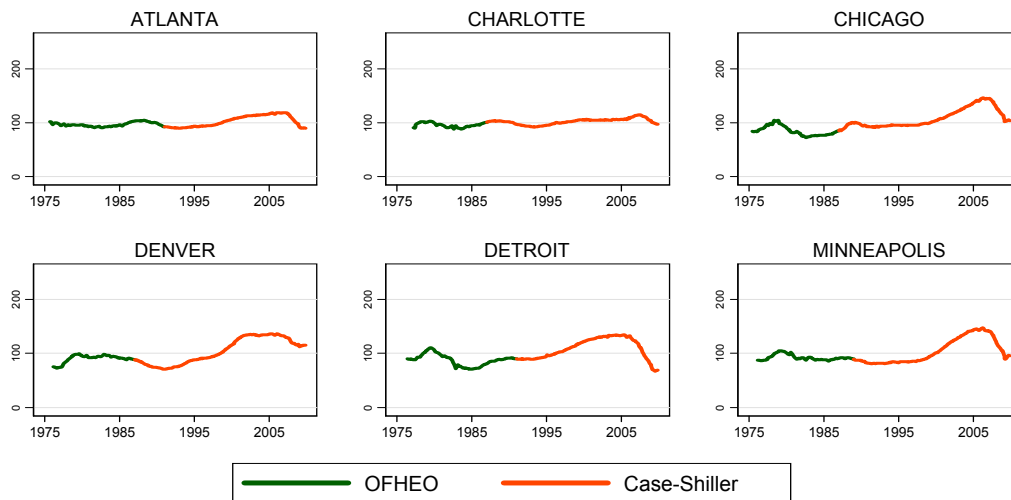 ATLANTA CHARLOTTE CHICAGO
200 200 200
100 100 100
0 0 0
1975 1985 1995 2005 1975 1985 1995 2005 1975 1985 1995 2005
DENVER DETROIT MINNEAPOLIS
200 200 200
100 100 100
0 0 0
1975 1985 1995 2005 1975 1985 1995 2005 1975 1985 1995 2005
OFHEO Case-Shiller